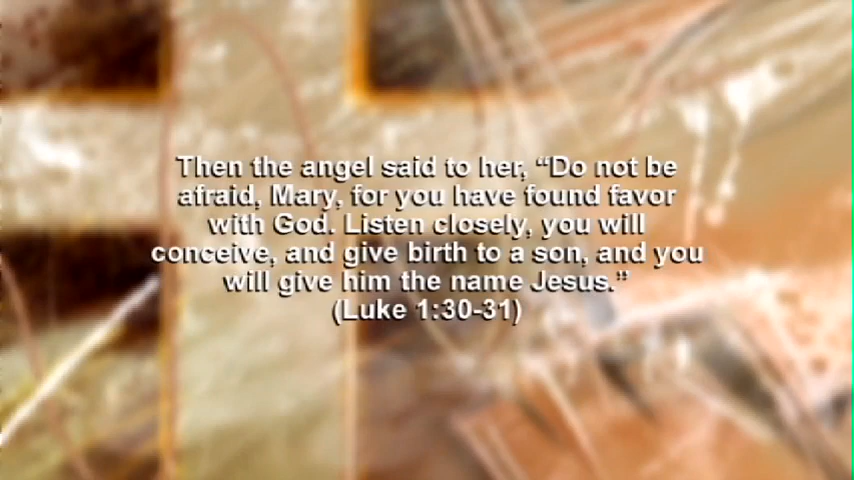 Then the angel said to her, “Do not be
afraid, Mary, for you have found favor
with God. Listen closely, you will
conceive, and give birth to a son, and you
will give him the name Jesus.”
(Luke 1:30-31)